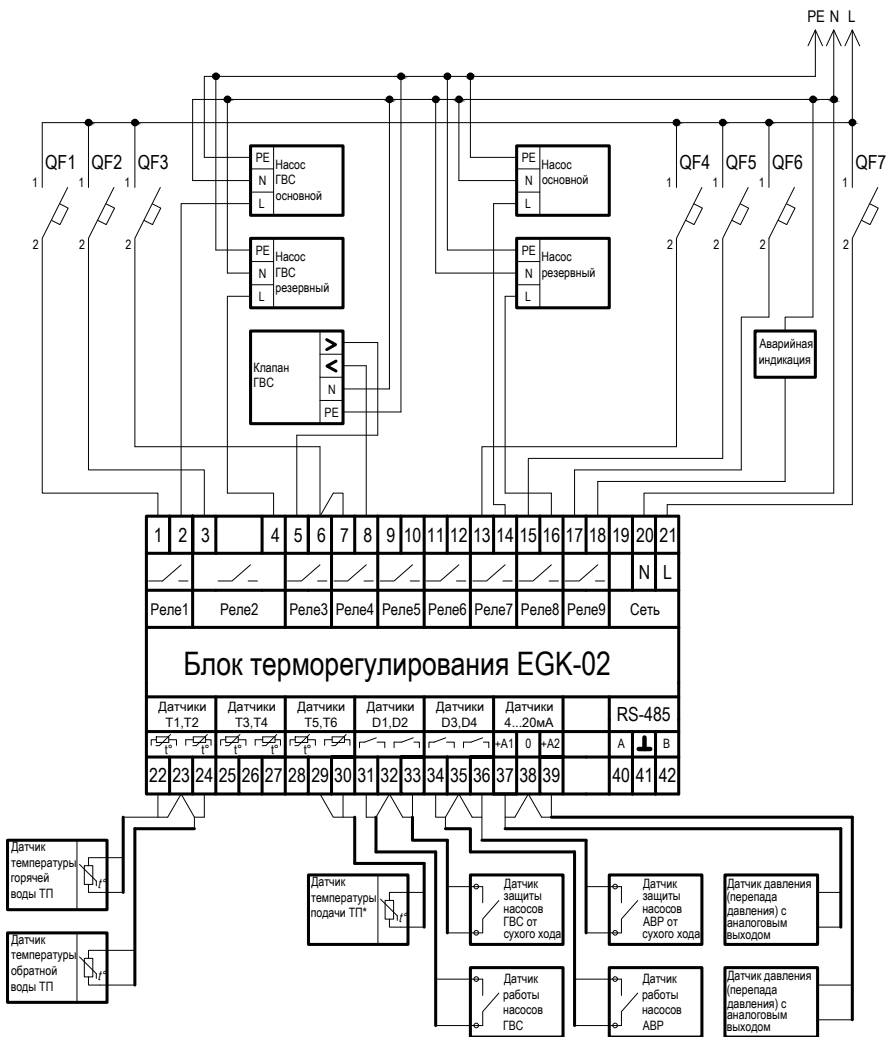 PE N L
QF1 QF2 QF3 QF4 QF5 QF6 QF7
1 1 1 1 1 1 1
2 2 2 2 2 2 2
PE
N
L
Насос
ГВС
основной
PE
N
L
Насос
основной
PE
N
L
Насос
ГВС
резервный
PE
N
L
Насос
резервный
Клапан
ГВС
>
<
N
PE
Аварийная
индикация
1 2 3 4 5 6 7 8 9 10 11 12 13 14 15 16 17 18 19 20 21
N L
Реле1 Реле2 Реле3 Реле4 Реле5 Реле6 Реле7 Реле8 Реле9 Сеть
Блок терморегулирования EGK-02
Датчики
T1,T2
Датчики
T3,T4
Датчики
T5,T6
Датчики
D1,D2
Датчики
D3,D4
Датчики
4...20мА
RS-485
t° t° t° t° t° +A1 0 +A2 A B
22 23 24 25 26 27 28 29 30 31 32 33 34 35 36 37 38 39 40 41 42
Датчик
температуры
горячей
воды ТП
t°
Датчик
температуры
обратной
воды ТП
t°
Датчик
температуры
подачи ТП*
t°
Датчик
защиты
насосов
ГВС от
сухого хода
Датчик
защиты
насосов
АВР от
сухого хода
Датчик давления
(перепада
давления) с
аналоговым
выходом
Датчик
работы
насосов
ГВС
Датчик
работы
насосов
АВР
Датчик давления
(перепада
давления) с
аналоговым
выходом